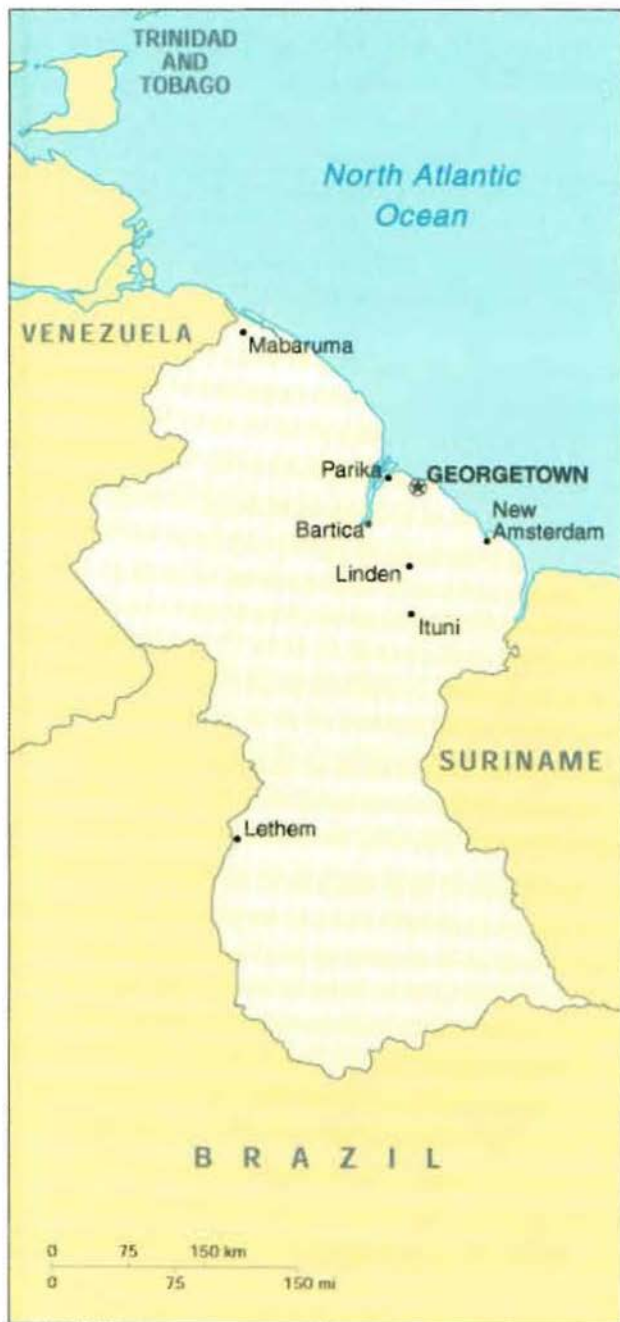 TRINIDAD
AND
TOBAGO
North Atlantic
Ocean
VENEZUELA
Mabaruma
Parika
GEORGETOWN
New
Amsterdam
Bartica
Linden
Ituni
SURINAME
Lethem
BRAZIL
0 75 150 km
0 75 150 mi